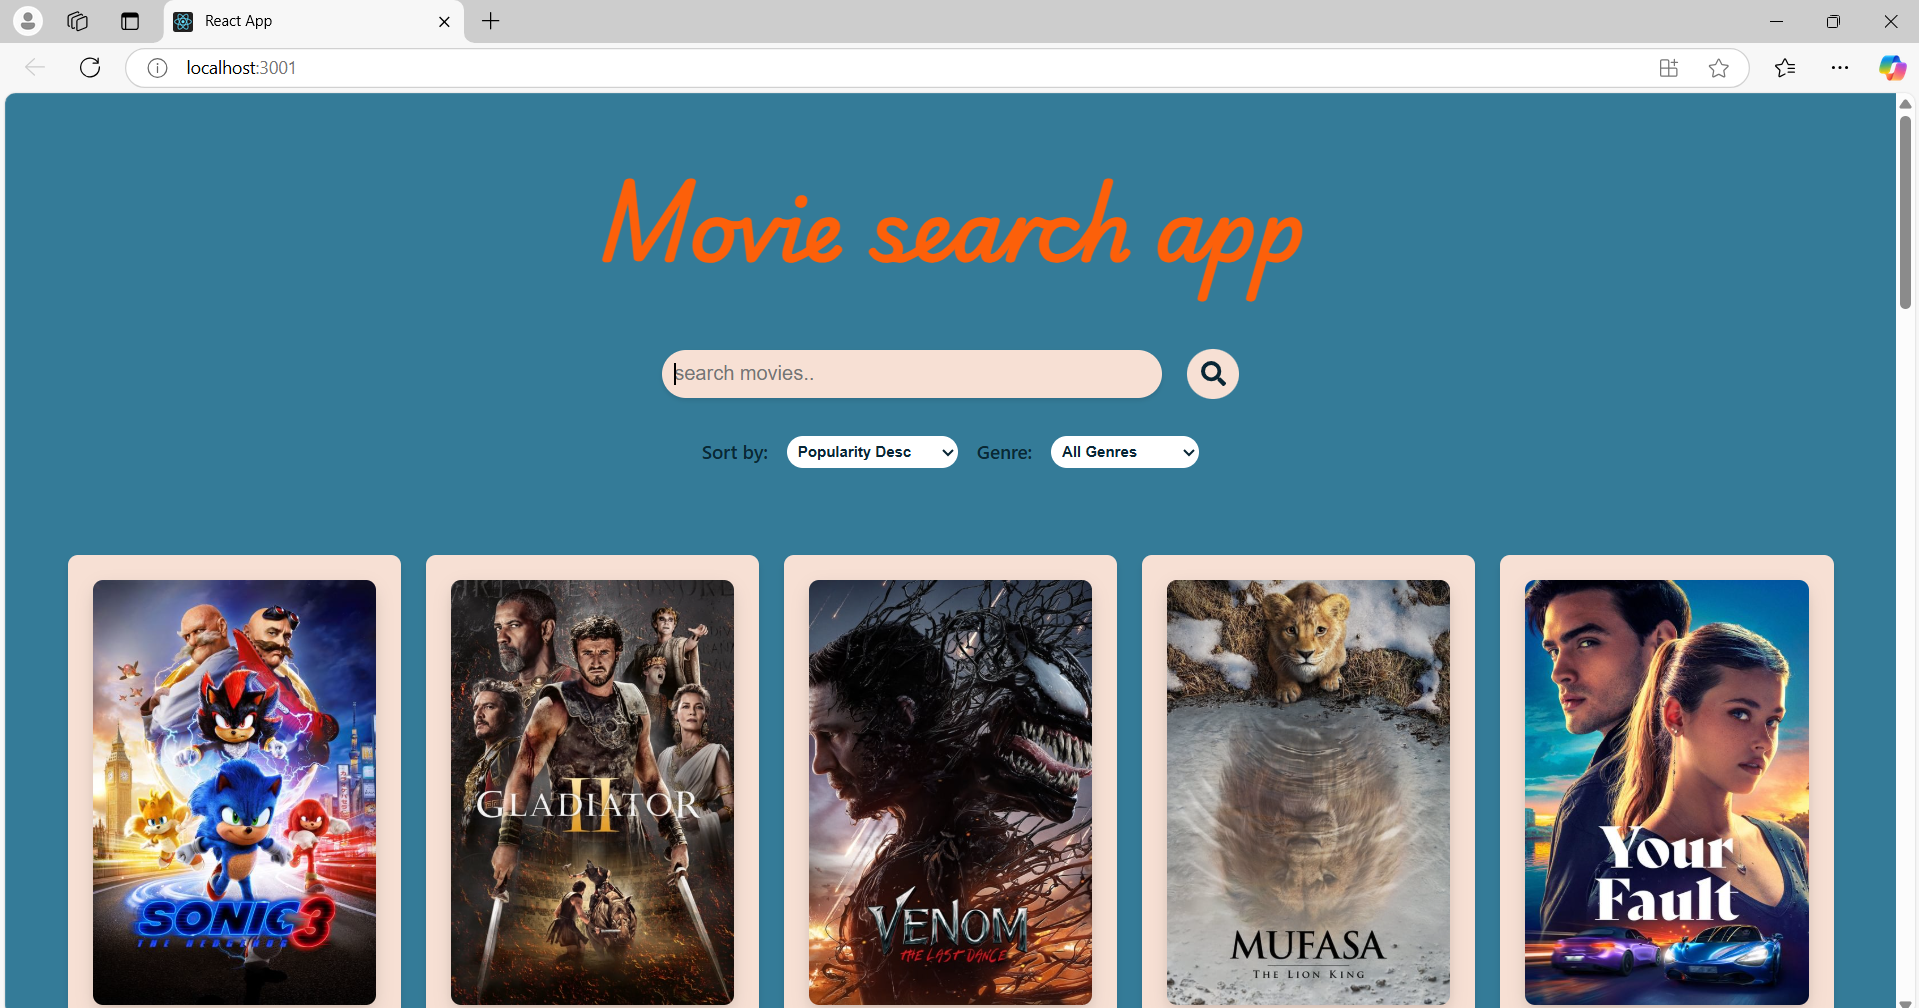 React App
localhost:3001
Movie search app
search movies..
Sort by: Popularity Desc Genre: All Genres
SONIC 3
THE HEDGEHOG
GLADIATOR
II
VENOM
THE LAST DANCE
MUFASA
THE LION KING
Your
Fault